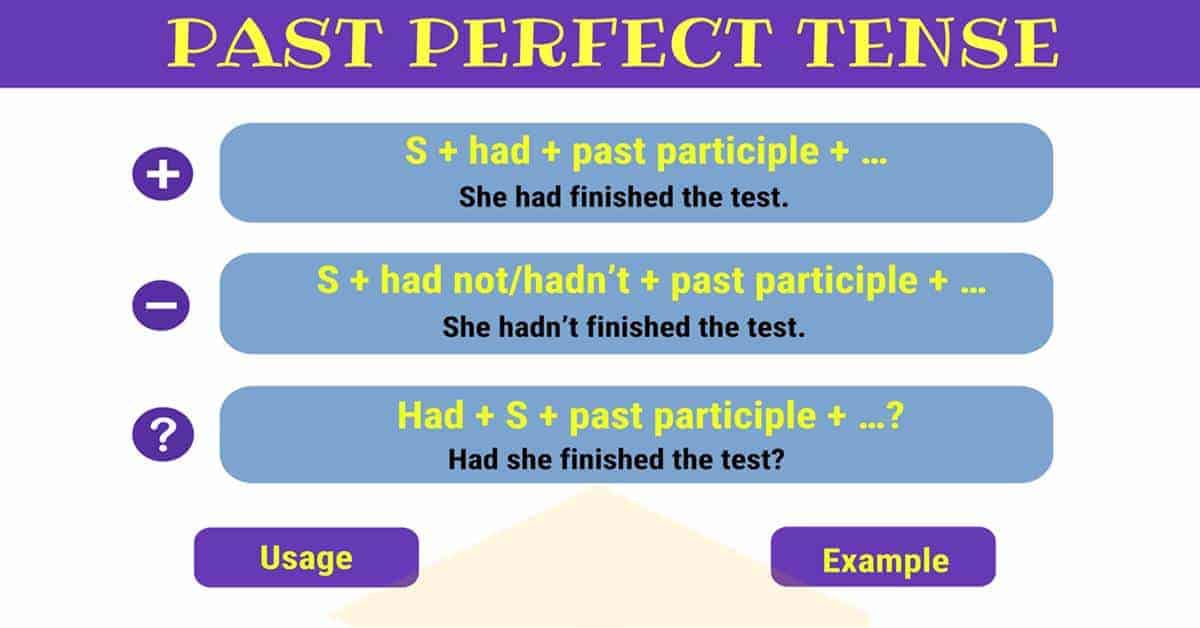 PAST PERFECT TENSE
+
S + had + past participle + ...
She had finished the test.
−
S + had not/hadn’t + past participle + ...
She hadn’t finished the test.
?
Had + S + past participle + ...?
Had she finished the test?
Usage
Example